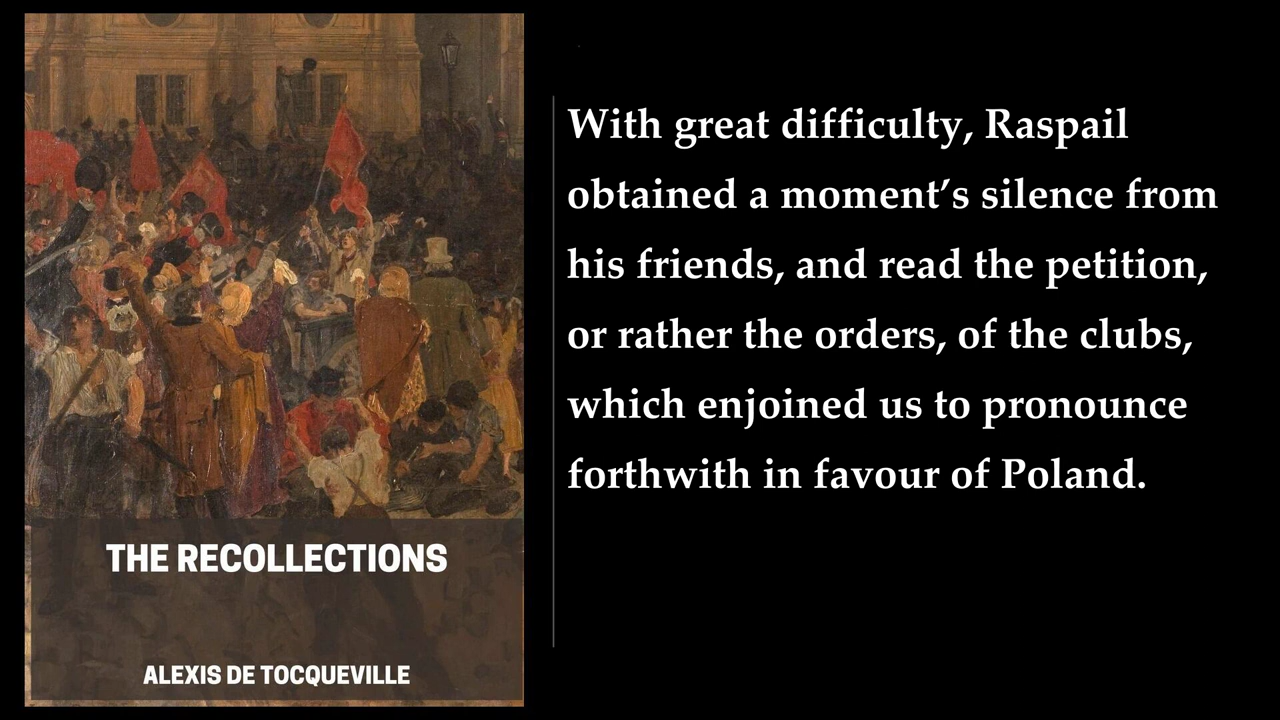 With great difficulty, Raspail
obtained a moment’s silence from
his friends, and read the petition,
or rather the orders, of the clubs,
which enjoined us to pronounce
forthwith in favour of Poland.
THE RECOLLECTIONS
ALEXIS DE TOCQUEVILLE